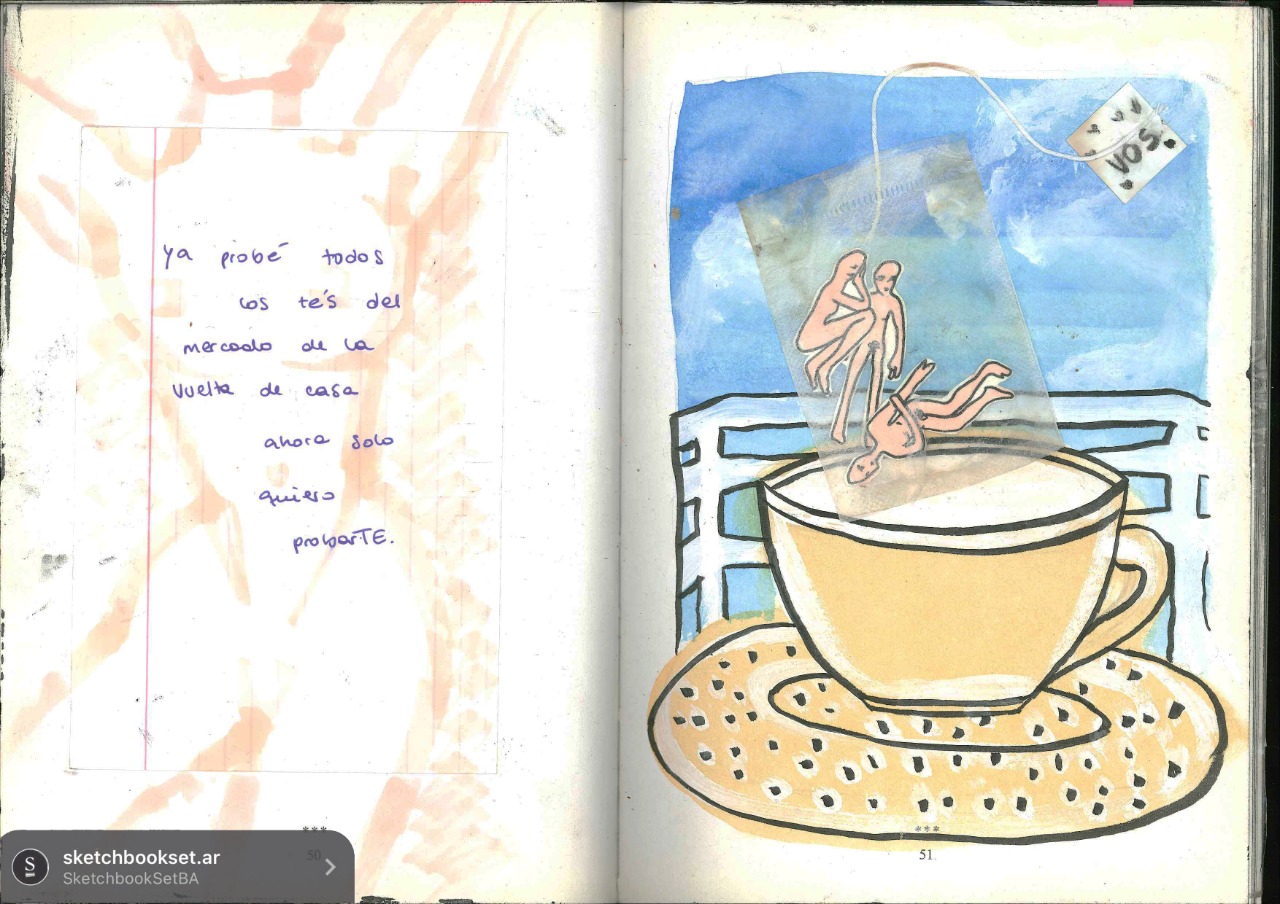 ya probé todos
los té's del
mercado de la
vuelta de casa
ahora solo
quiero
probarTE.
VOS
***
50
***
51
sketchbookset.ar
SketchbookSetBA
S